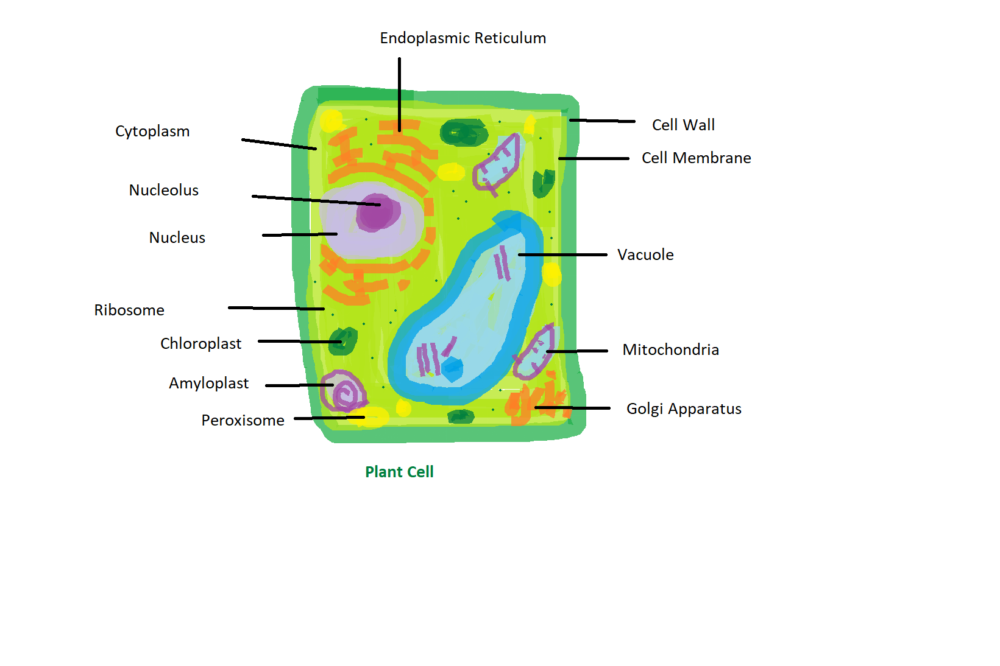 Endoplasmic Reticulum
Cytoplasm
Cell Wall
Cell Membrane
Nucleolus
Nucleus
Vacuole
Ribosome
Chloroplast
Mitochondria
Amyloplast
Golgi Apparatus
Peroxisome
Plant Cell